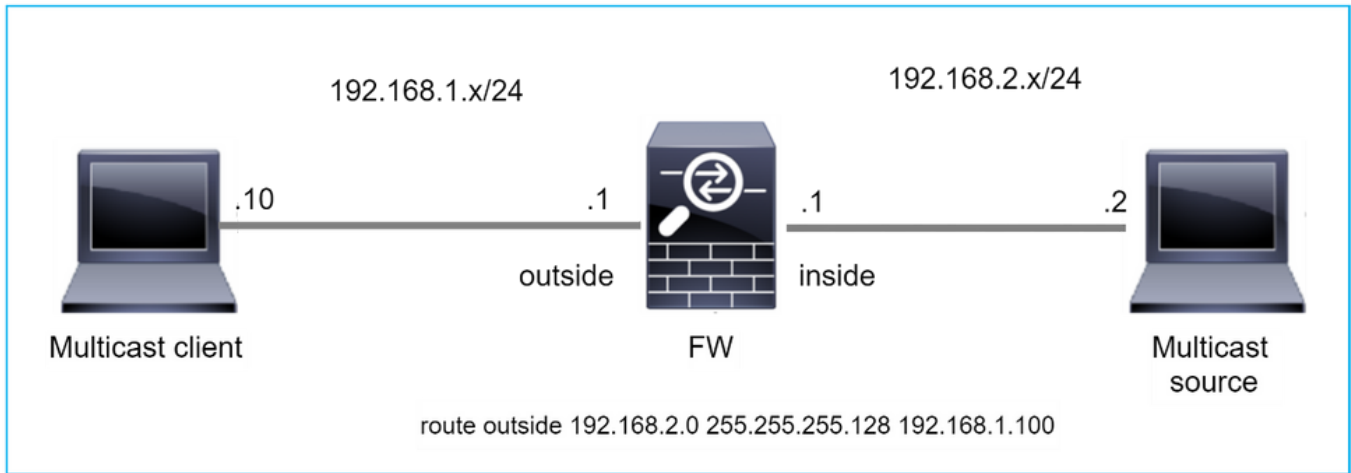 192.168.1.x/24
192.168.2.x/24
.10
.1
.1
.2
outside
inside
Multicast client
FW
Multicast
source
route outside 192.168.2.0 255.255.255.128 192.168.1.100